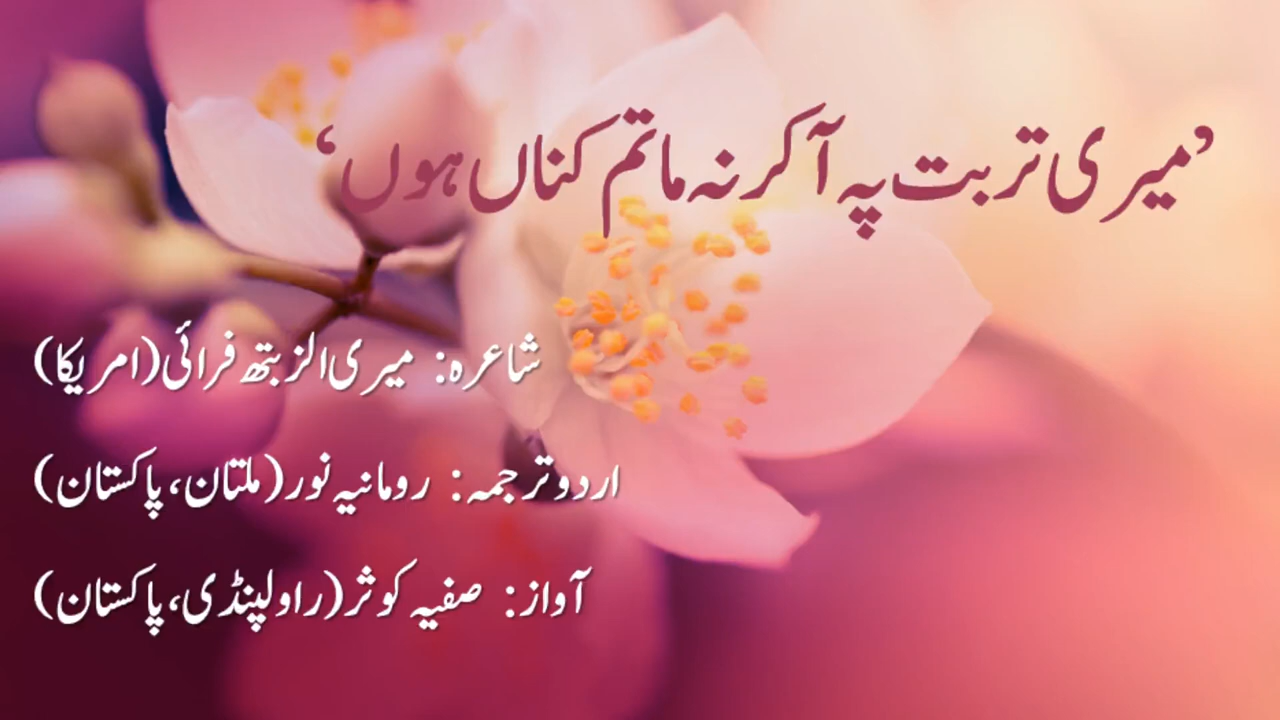 ’میری تربت پہ آکر نہ ماتم کناں ہوں‘
شاعرہ: میری الزبتھ فرائی(امریکا)
اردو ترجمہ: رومانیہ نور(ملتان، پاکستان)
آواز: صفیہ کوثر(راولپنڈی، پاکستان)